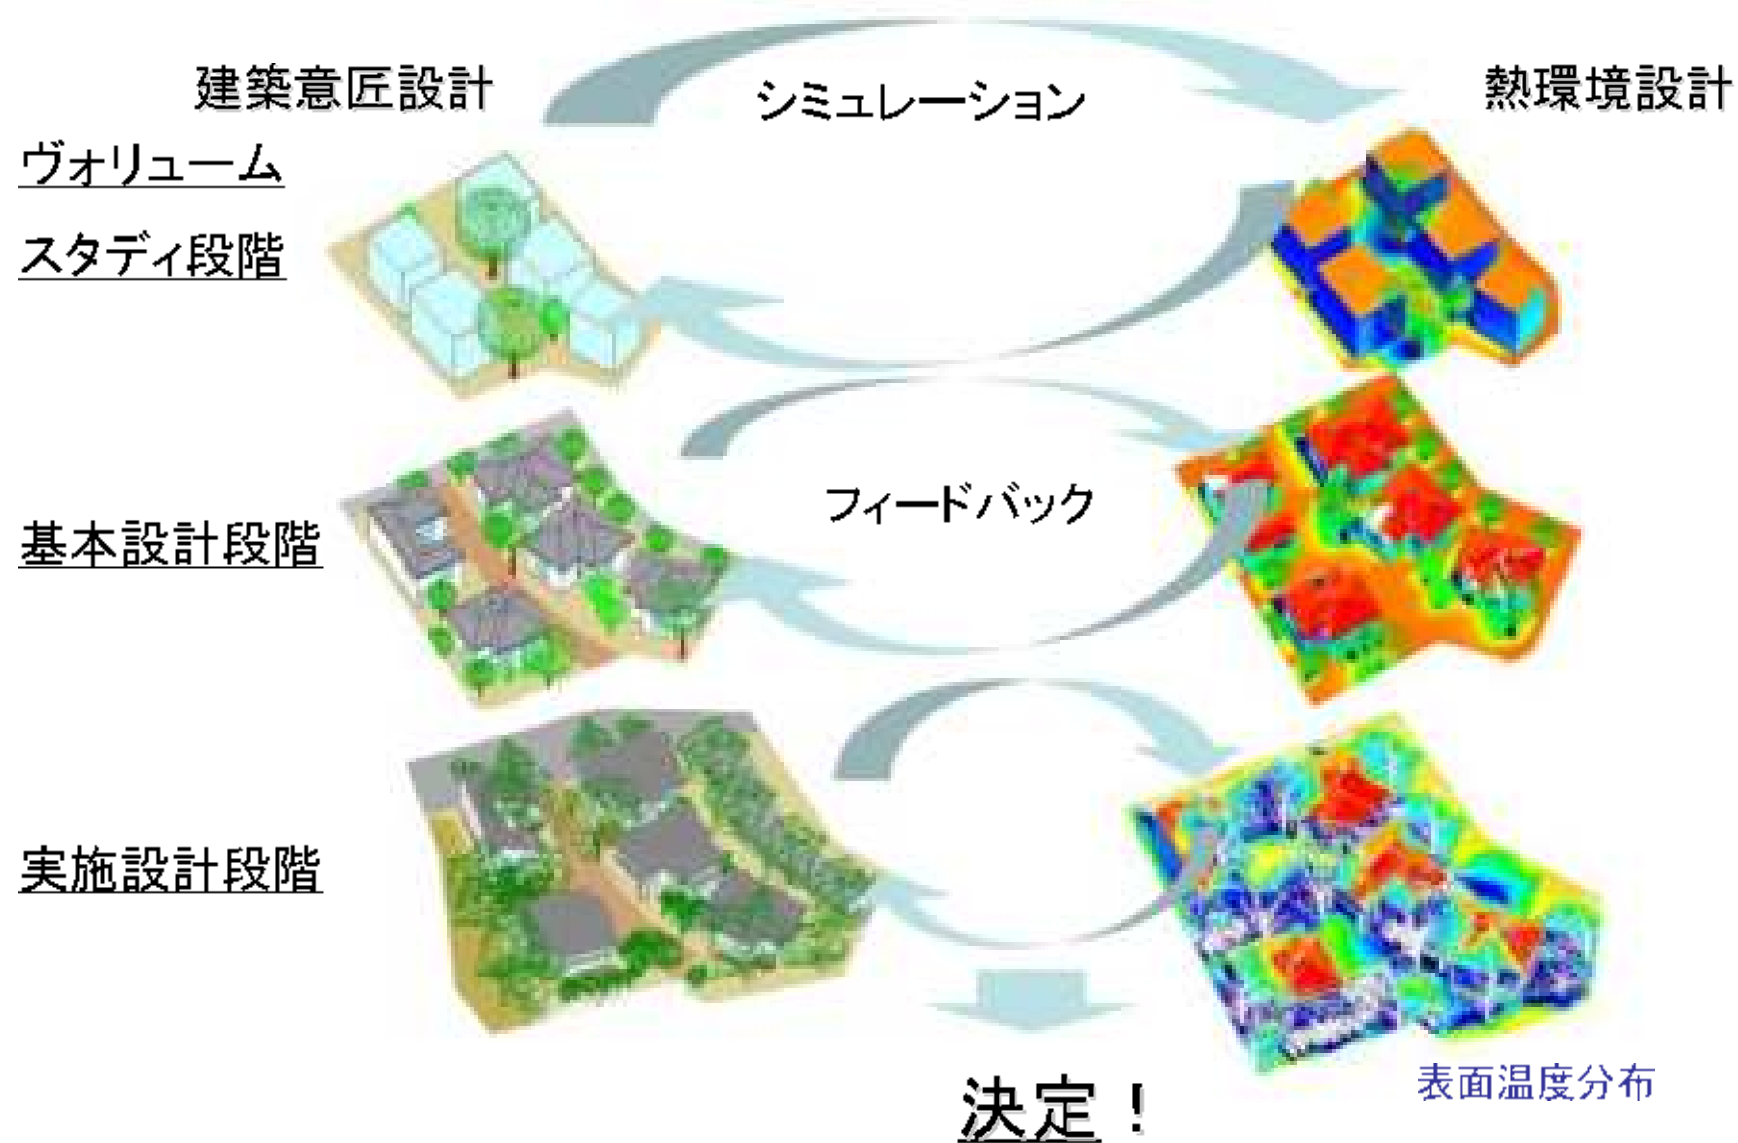 建築意匠設計
シミュレーション
熱環境設計
ヴォリューム
スタディ段階
フィードバック
基本設計段階
実施設計段階
表面温度分布
決定！